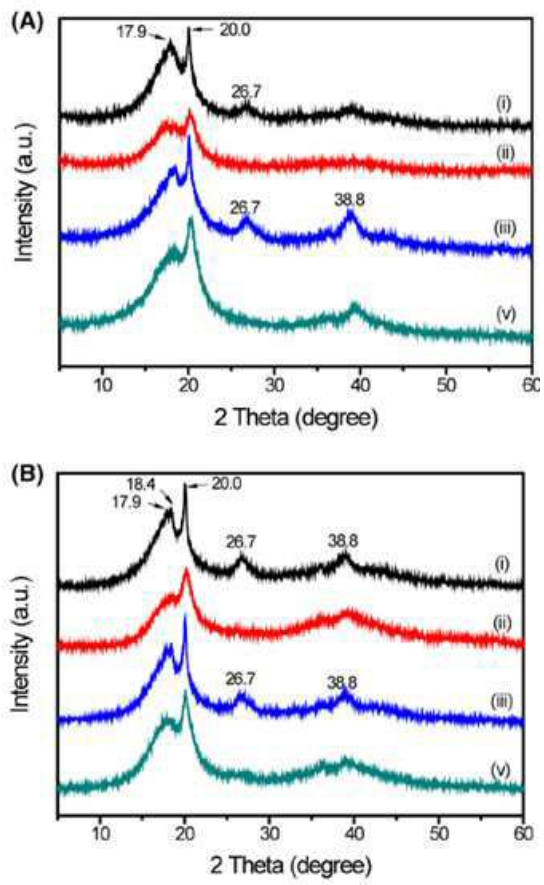 (A)
17.9
20.0
26.7
(i)
(ii)
26.7
38.8
(iii)
(v)
Intensity (a.u.)
10 20 30 40 50 60
2 Theta (degree)
(B)
18.4
17.9
20.0
26.7
38.8
(i)
(ii)
26.7
38.8
(iii)
(v)
Intensity (a.u.)
10 20 30 40 50 60
2 Theta (degree)